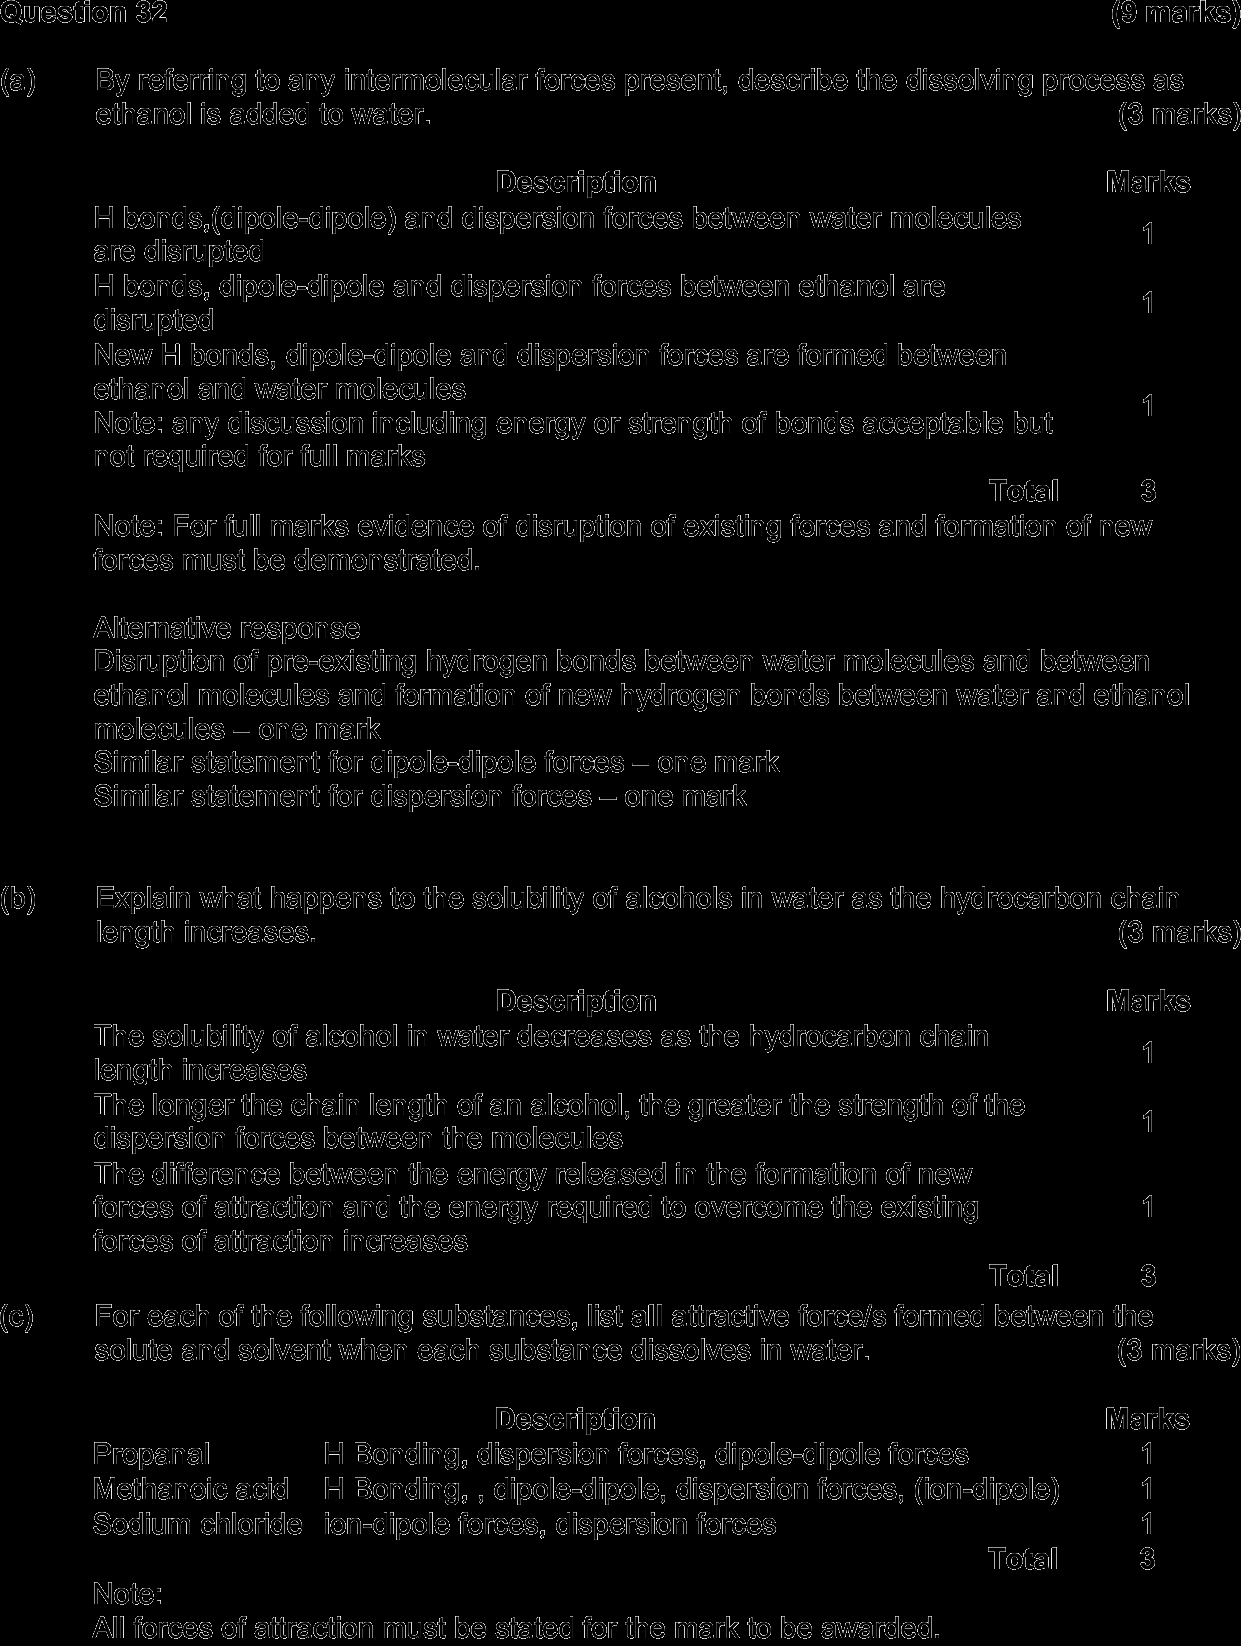 Question 32 (9 marks)
(a) By referring to any intermolecular forces present, describe the dissolving process as
ethanol is added to water. (3 marks)
Description Marks
H bonds,(dipole-dipole) and dispersion forces between water molecules
are disrupted 1
H bonds, dipole-dipole and dispersion forces between ethanol are
disrupted 1
New H bonds, dipole-dipole and dispersion forces are formed between
ethanol and water molecules
Note: any discussion including energy or strength of bonds acceptable but
not required for full marks 1
Total 3
Note: For full marks evidence of disruption of existing forces and formation of new
forces must be demonstrated.
Alternative response
Disruption of pre-existing hydrogen bonds between water molecules and between
ethanol molecules and formation of new hydrogen bonds between water and ethanol
molecules – one mark
Similar statement for dipole-dipole forces – one mark
Similar statement for dispersion forces – one mark
(b) Explain what happens to the solubility of alcohols in water as the hydrocarbon chain
length increases. (3 marks)
Description Marks
The solubility of alcohol in water decreases as the hydrocarbon chain
length increases 1
The longer the chain length of an alcohol, the greater the strength of the
dispersion forces between the molecules 1
The difference between the energy released in the formation of new
forces of attraction and the energy required to overcome the existing
forces of attraction increases 1
Total 3
(c) For each of the following substances, list all attractive force/s formed between the
solute and solvent when each substance dissolves in water. (3 marks)
Description Marks
Propanal H Bonding, dispersion forces, dipole-dipole forces 1
Methanoic acid H Bonding, , dipole-dipole, dispersion forces, (ion-dipole) 1
Sodium chloride ion-dipole forces, dispersion forces 1
Total 3
Note:
All forces of attraction must be stated for the mark to be awarded.